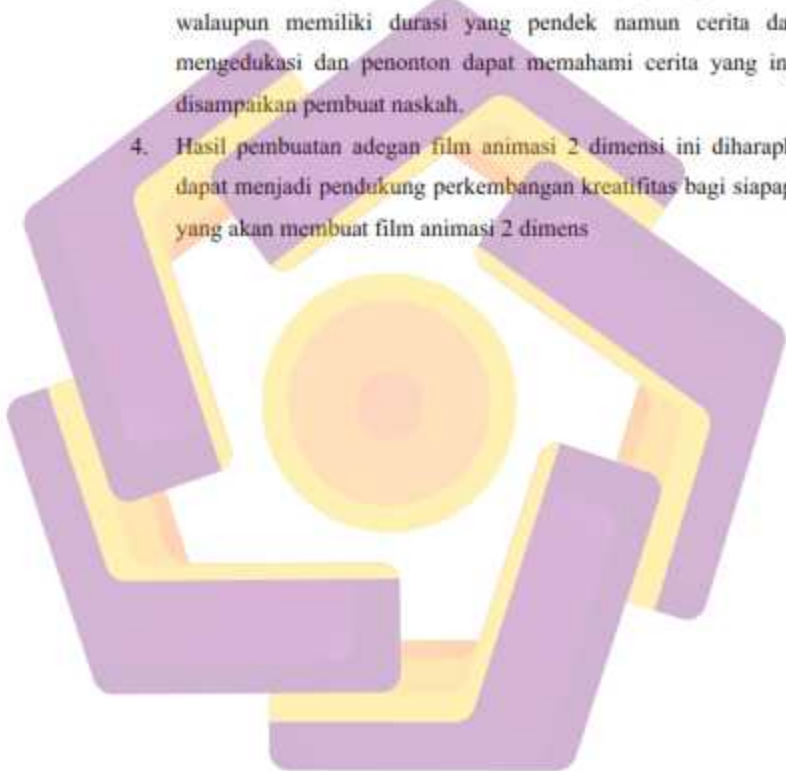 walaupun memiliki durasi yang pendek namun cerita da
mengedukasi dan penonton dapat memahami cerita yang in
disampaikan pembuat naskah.
4. Hasil pembuatan adegan film animasi 2 dimensi ini diharapl
dapat menjadi pendukung perkembangan kreatifitas bagi siapap
yang akan membuat film animasi 2 dimens